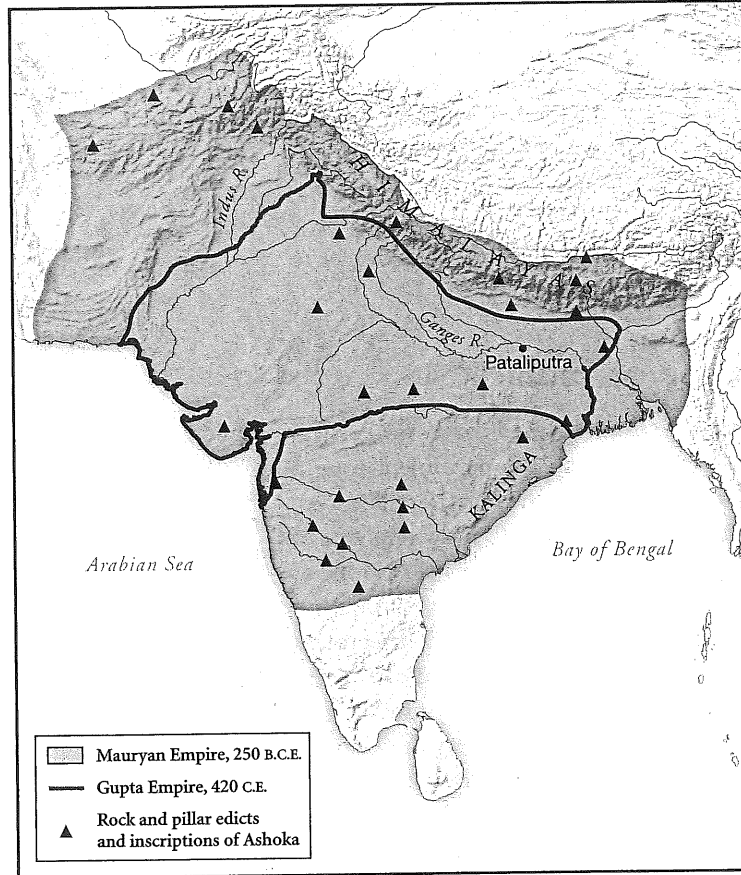 HIMALAYAS
Indus R.
Ganges R.
Pataliputra
KALINGA
Arabian Sea
Bay of Bengal
Mauryan Empire, 250 B.C.E.
Gupta Empire, 420 C.E.
Rock and pillar edicts
and inscriptions of Ashoka